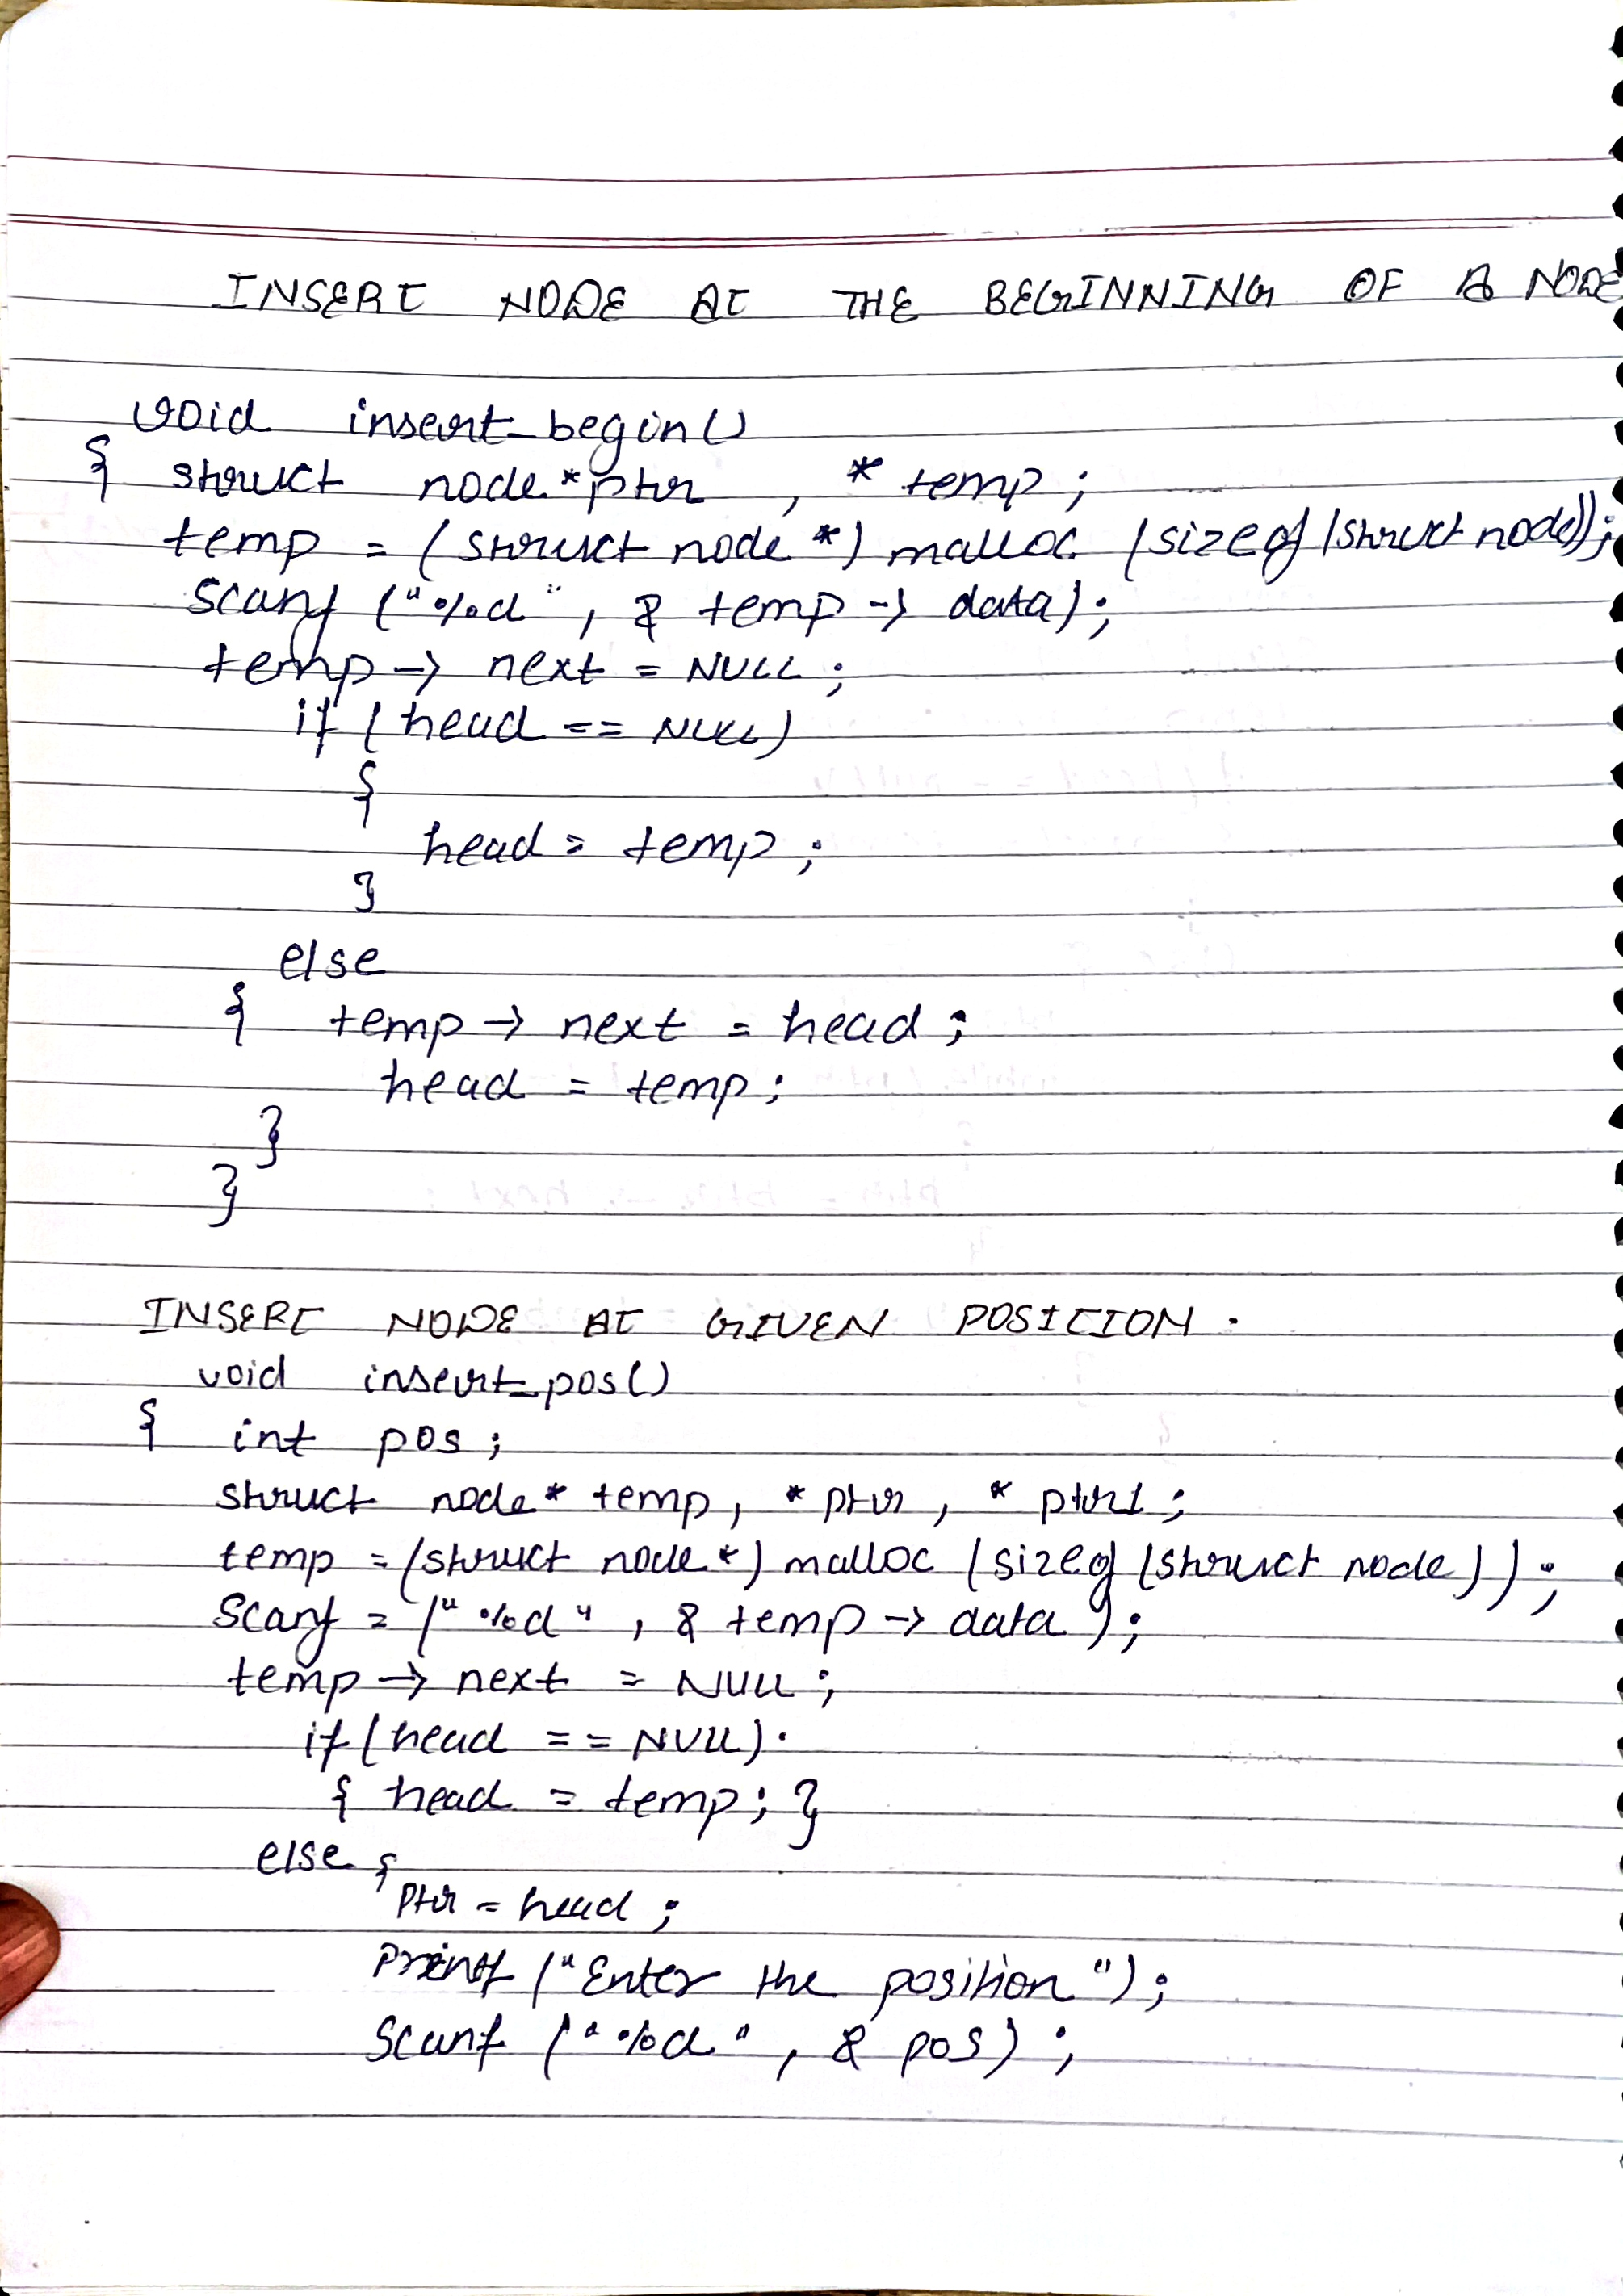 INSERT NODE AT THE BEGINNING OF A NODE
void insert_begin()
{ struct node *ptr , * temp ;
temp = (struct node *) malloc (sizeof (struct node));
scanf ("%d" , & temp -> data) ;
temp -> next = NULL ;
if ( head == NULL)
{
head = temp ;
}
else
{ temp -> next = head ;
head = temp ;
}
}
INSERT NODE AT GIVEN POSITION .
void insert_pos()
{ int pos ;
struct node * temp , * ptr , * ptr1 ;
temp = (struct node *) malloc (sizeof (struct node ) ) ;
Scanf = (" %d " , & temp -> data ) ;
temp -> next = NULL ;
if ( head == NULL) .
{ head = temp ; }
else {
Ptr = head ;
Printf ("Enter the position ") ;
Scanf (" %d " , & pos ) ;